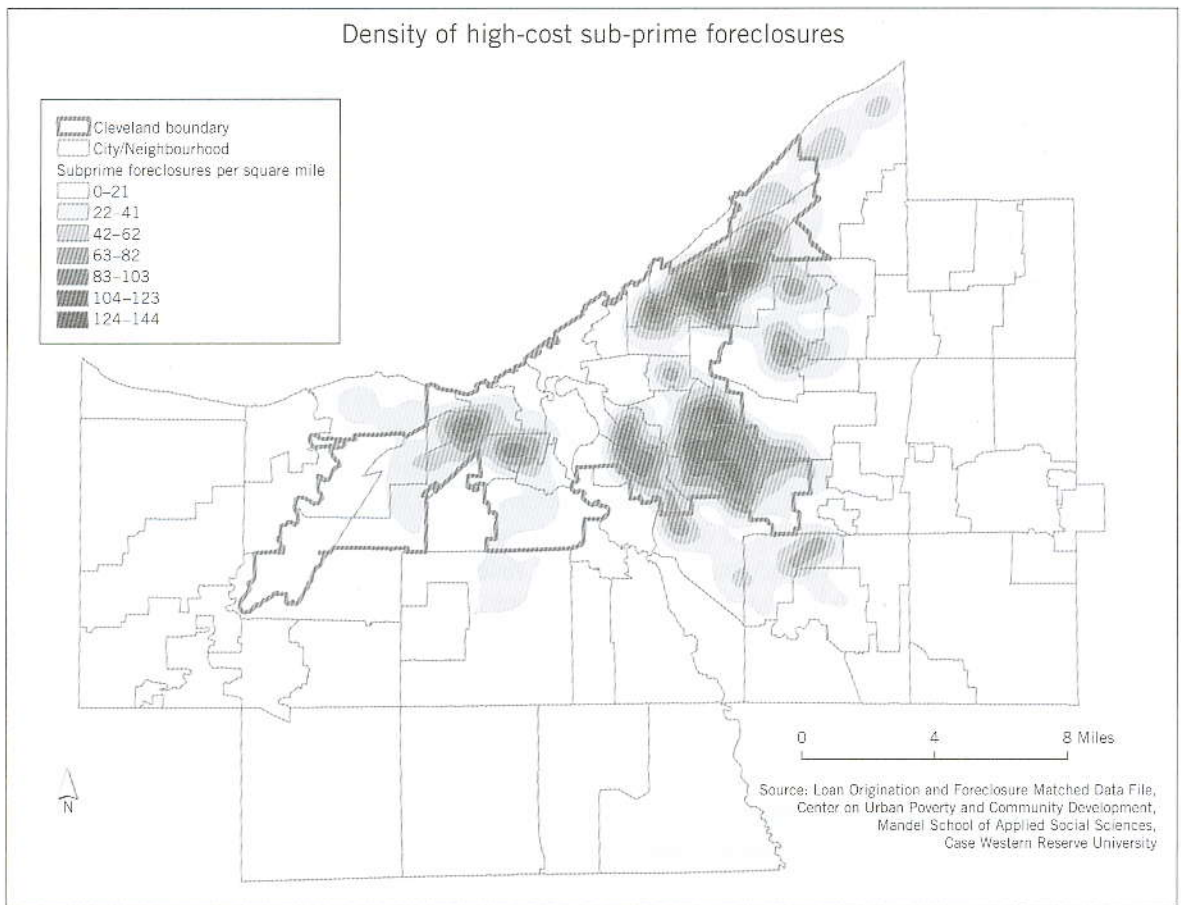 Density of high-cost sub-prime foreclosures
Cleveland boundary
City/Neighbourhood
Subprime foreclosures per square mile
0–21
22–41
42–62
63–82
83–103
104–123
124–144
0 4 8 Miles
N
Source: Loan Origination and Foreclosure Matched Data File,
Center on Urban Poverty and Community Development,
Mandel School of Applied Social Sciences,
Case Western Reserve University